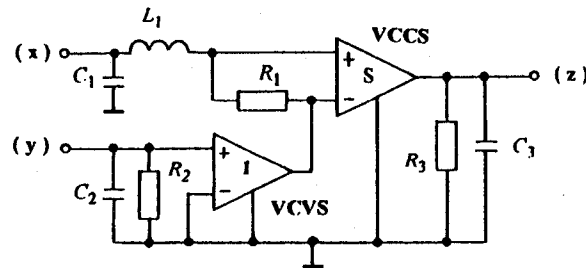 L1
VCCS
(x)
C1
R1
+
S
−
(z)
(y)
C2
R2
+
1
−
VCVS
R3
C3